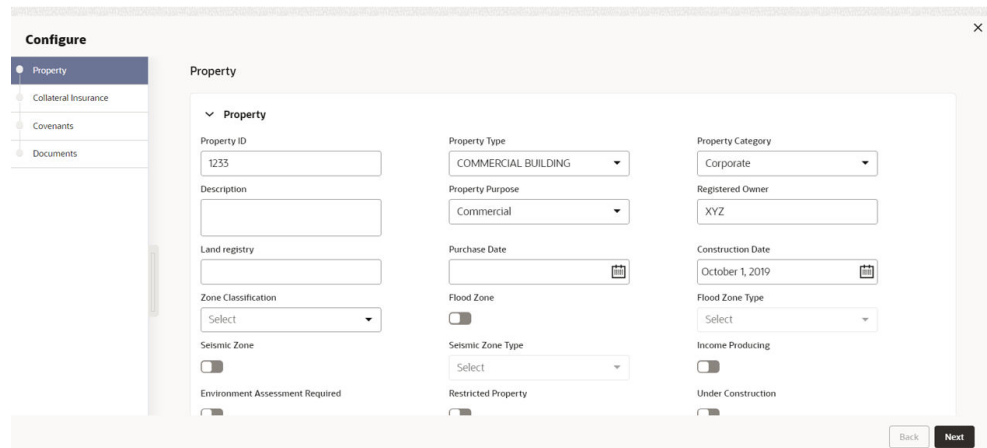 Configure
Property
Collateral Insurance
Covenants
Documents
Property
Property
Property ID Property Type Property Category
1233 COMMERCIAL BUILDING Corporate
Description Property Purpose Registered Owner
Commercial XYZ
Land registry Purchase Date Construction Date
October 1, 2019
Zone Classification Flood Zone Flood Zone Type
Select Select
Seismic Zone Seismic Zone Type Income Producing
Select
Environment Assessment Required Restricted Property Under Construction
Back Next